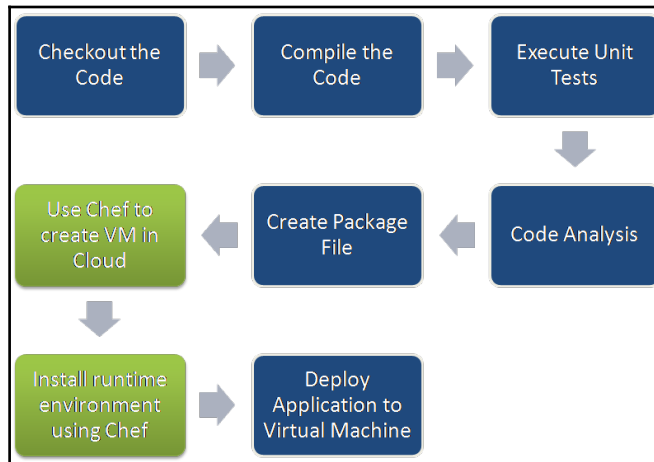 Checkout the
Code
Compile the
Code
Execute Unit
Tests
Code Analysis
Create Package
File
Use Chef to
create VM in
Cloud
Install runtime
environment
using Chef
Deploy
Application to
Virtual Machine